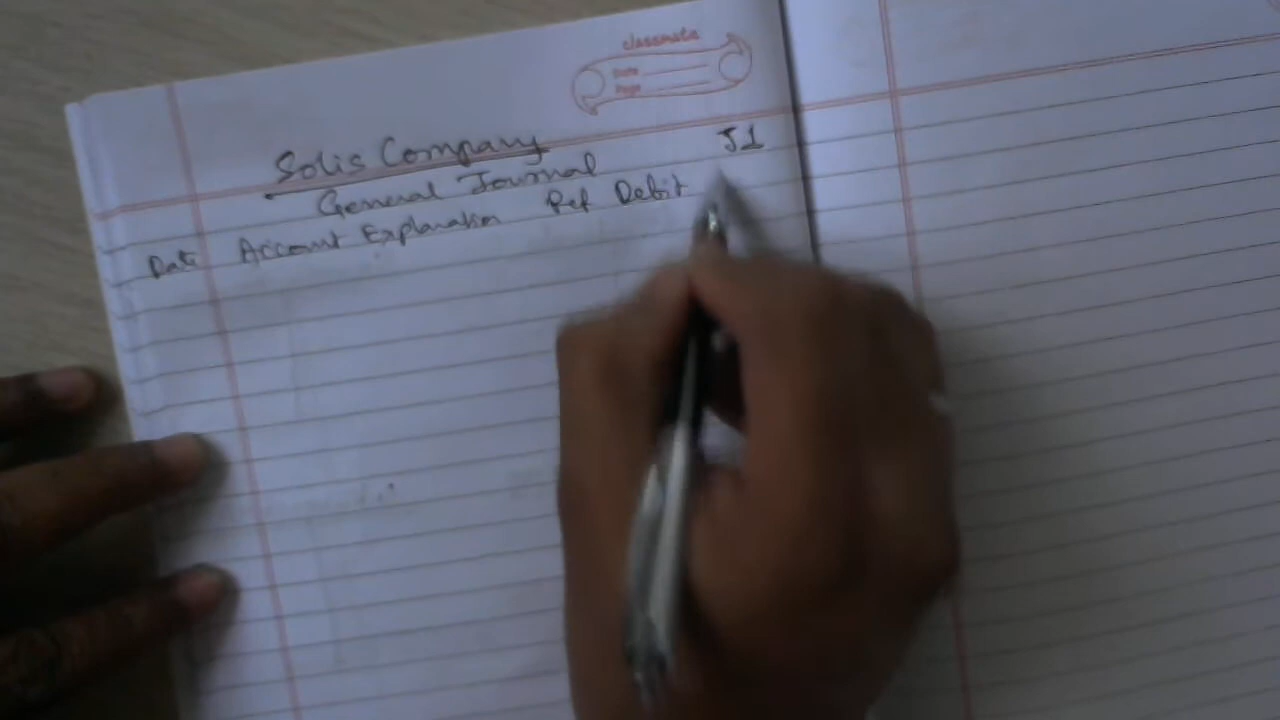 classmate
Date
Page
Solis Company
General Journal J1
Date Account Explanation Ref Debit